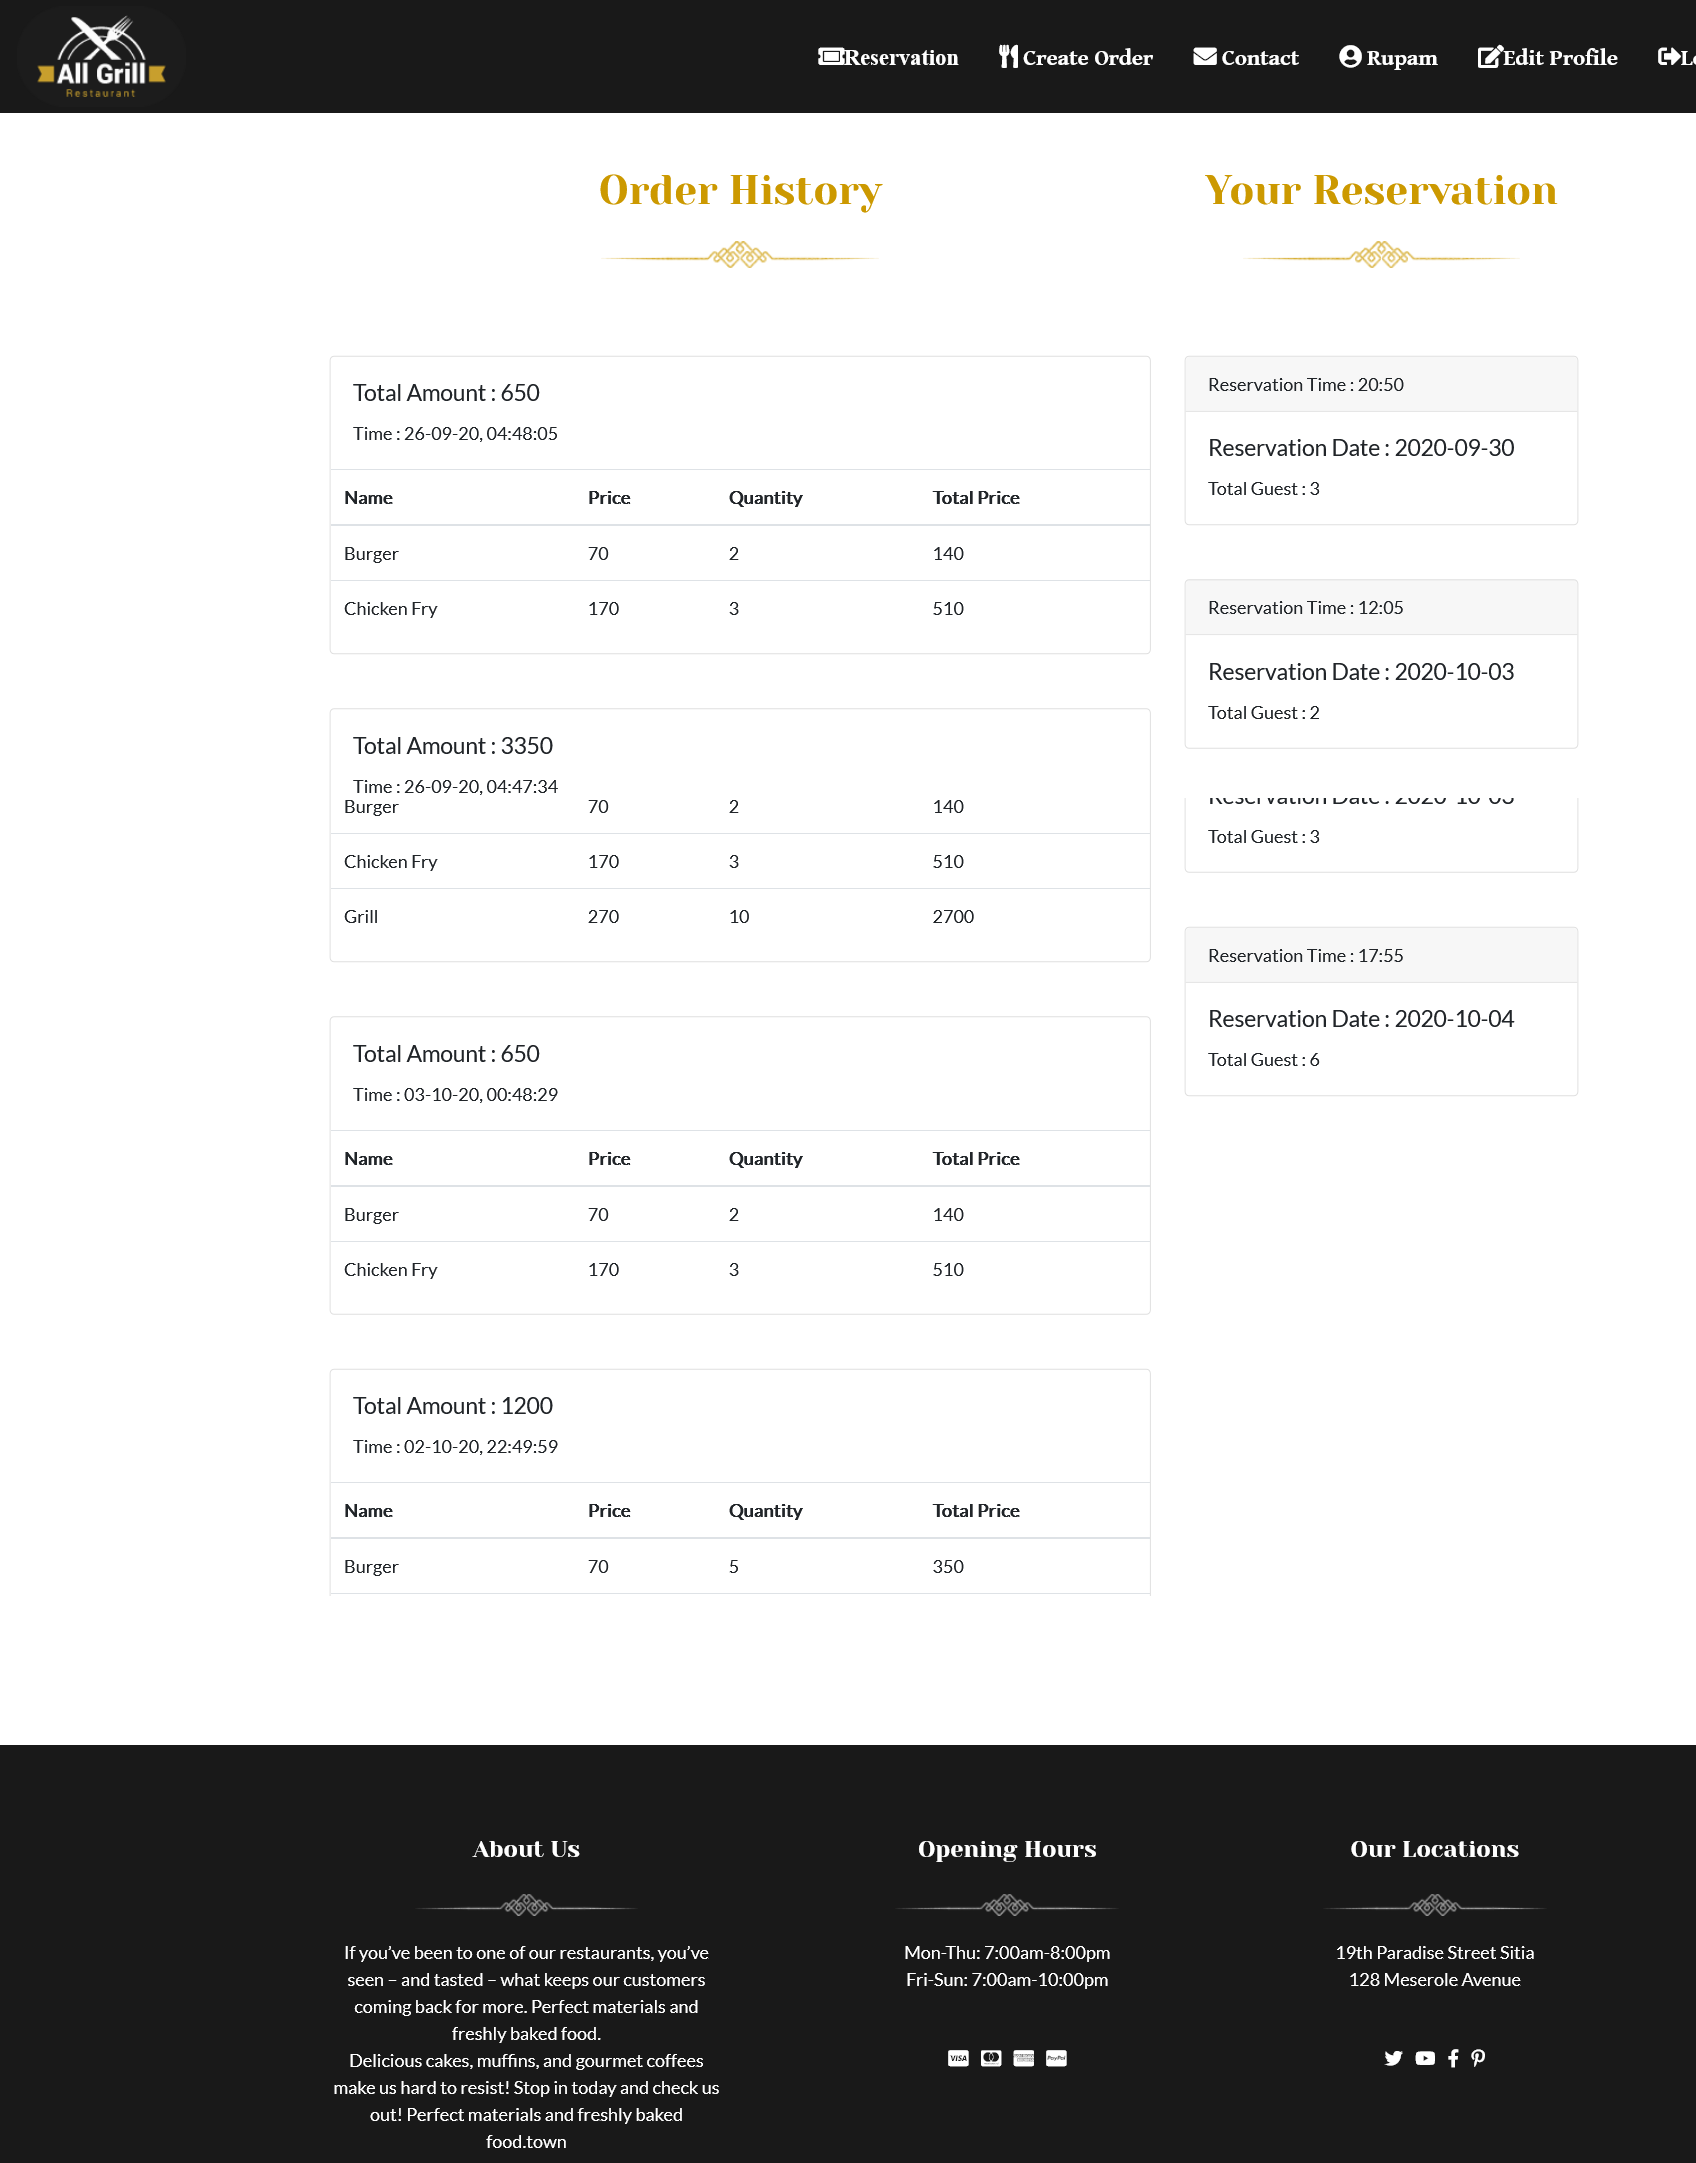 All Grill
Restaurant
Reservation Create Order Contact Rupam Edit Profile
Order History
Total Amount : 650
Time : 26-09-20, 04:48:05
Name Price Quantity Total Price
Burger 70 2 140
Chicken Fry 170 3 510
Total Amount : 3350
Time : 26-09-20, 04:47:34
Burger 70 2 140
Chicken Fry 170 3 510
Grill 270 10 2700
Total Amount : 650
Time : 03-10-20, 00:48:29
Name Price Quantity Total Price
Burger 70 2 140
Chicken Fry 170 3 510
Total Amount : 1200
Time : 02-10-20, 22:49:59
Name Price Quantity Total Price
Burger 70 5 350
Your Reservation
Reservation Time : 20:50
Reservation Date : 2020-09-30
Total Guest : 3
Reservation Time : 12:05
Reservation Date : 2020-10-03
Total Guest : 2
Reservation Date : 2020-10-03
Total Guest : 3
Reservation Time : 17:55
Reservation Date : 2020-10-04
Total Guest : 6
About Us
If you’ve been to one of our restaurants, you’ve
seen – and tasted – what keeps our customers
coming back for more. Perfect materials and
freshly baked food.
Delicious cakes, muffins, and gourmet coffees
make us hard to resist! Stop in today and check us
out! Perfect materials and freshly baked
food.town
Opening Hours
Mon-Thu: 7:00am-8:00pm
Fri-Sun: 7:00am-10:00pm
VISA
PayPal
Our Locations
19th Paradise Street Sitia
128 Meserole Avenue